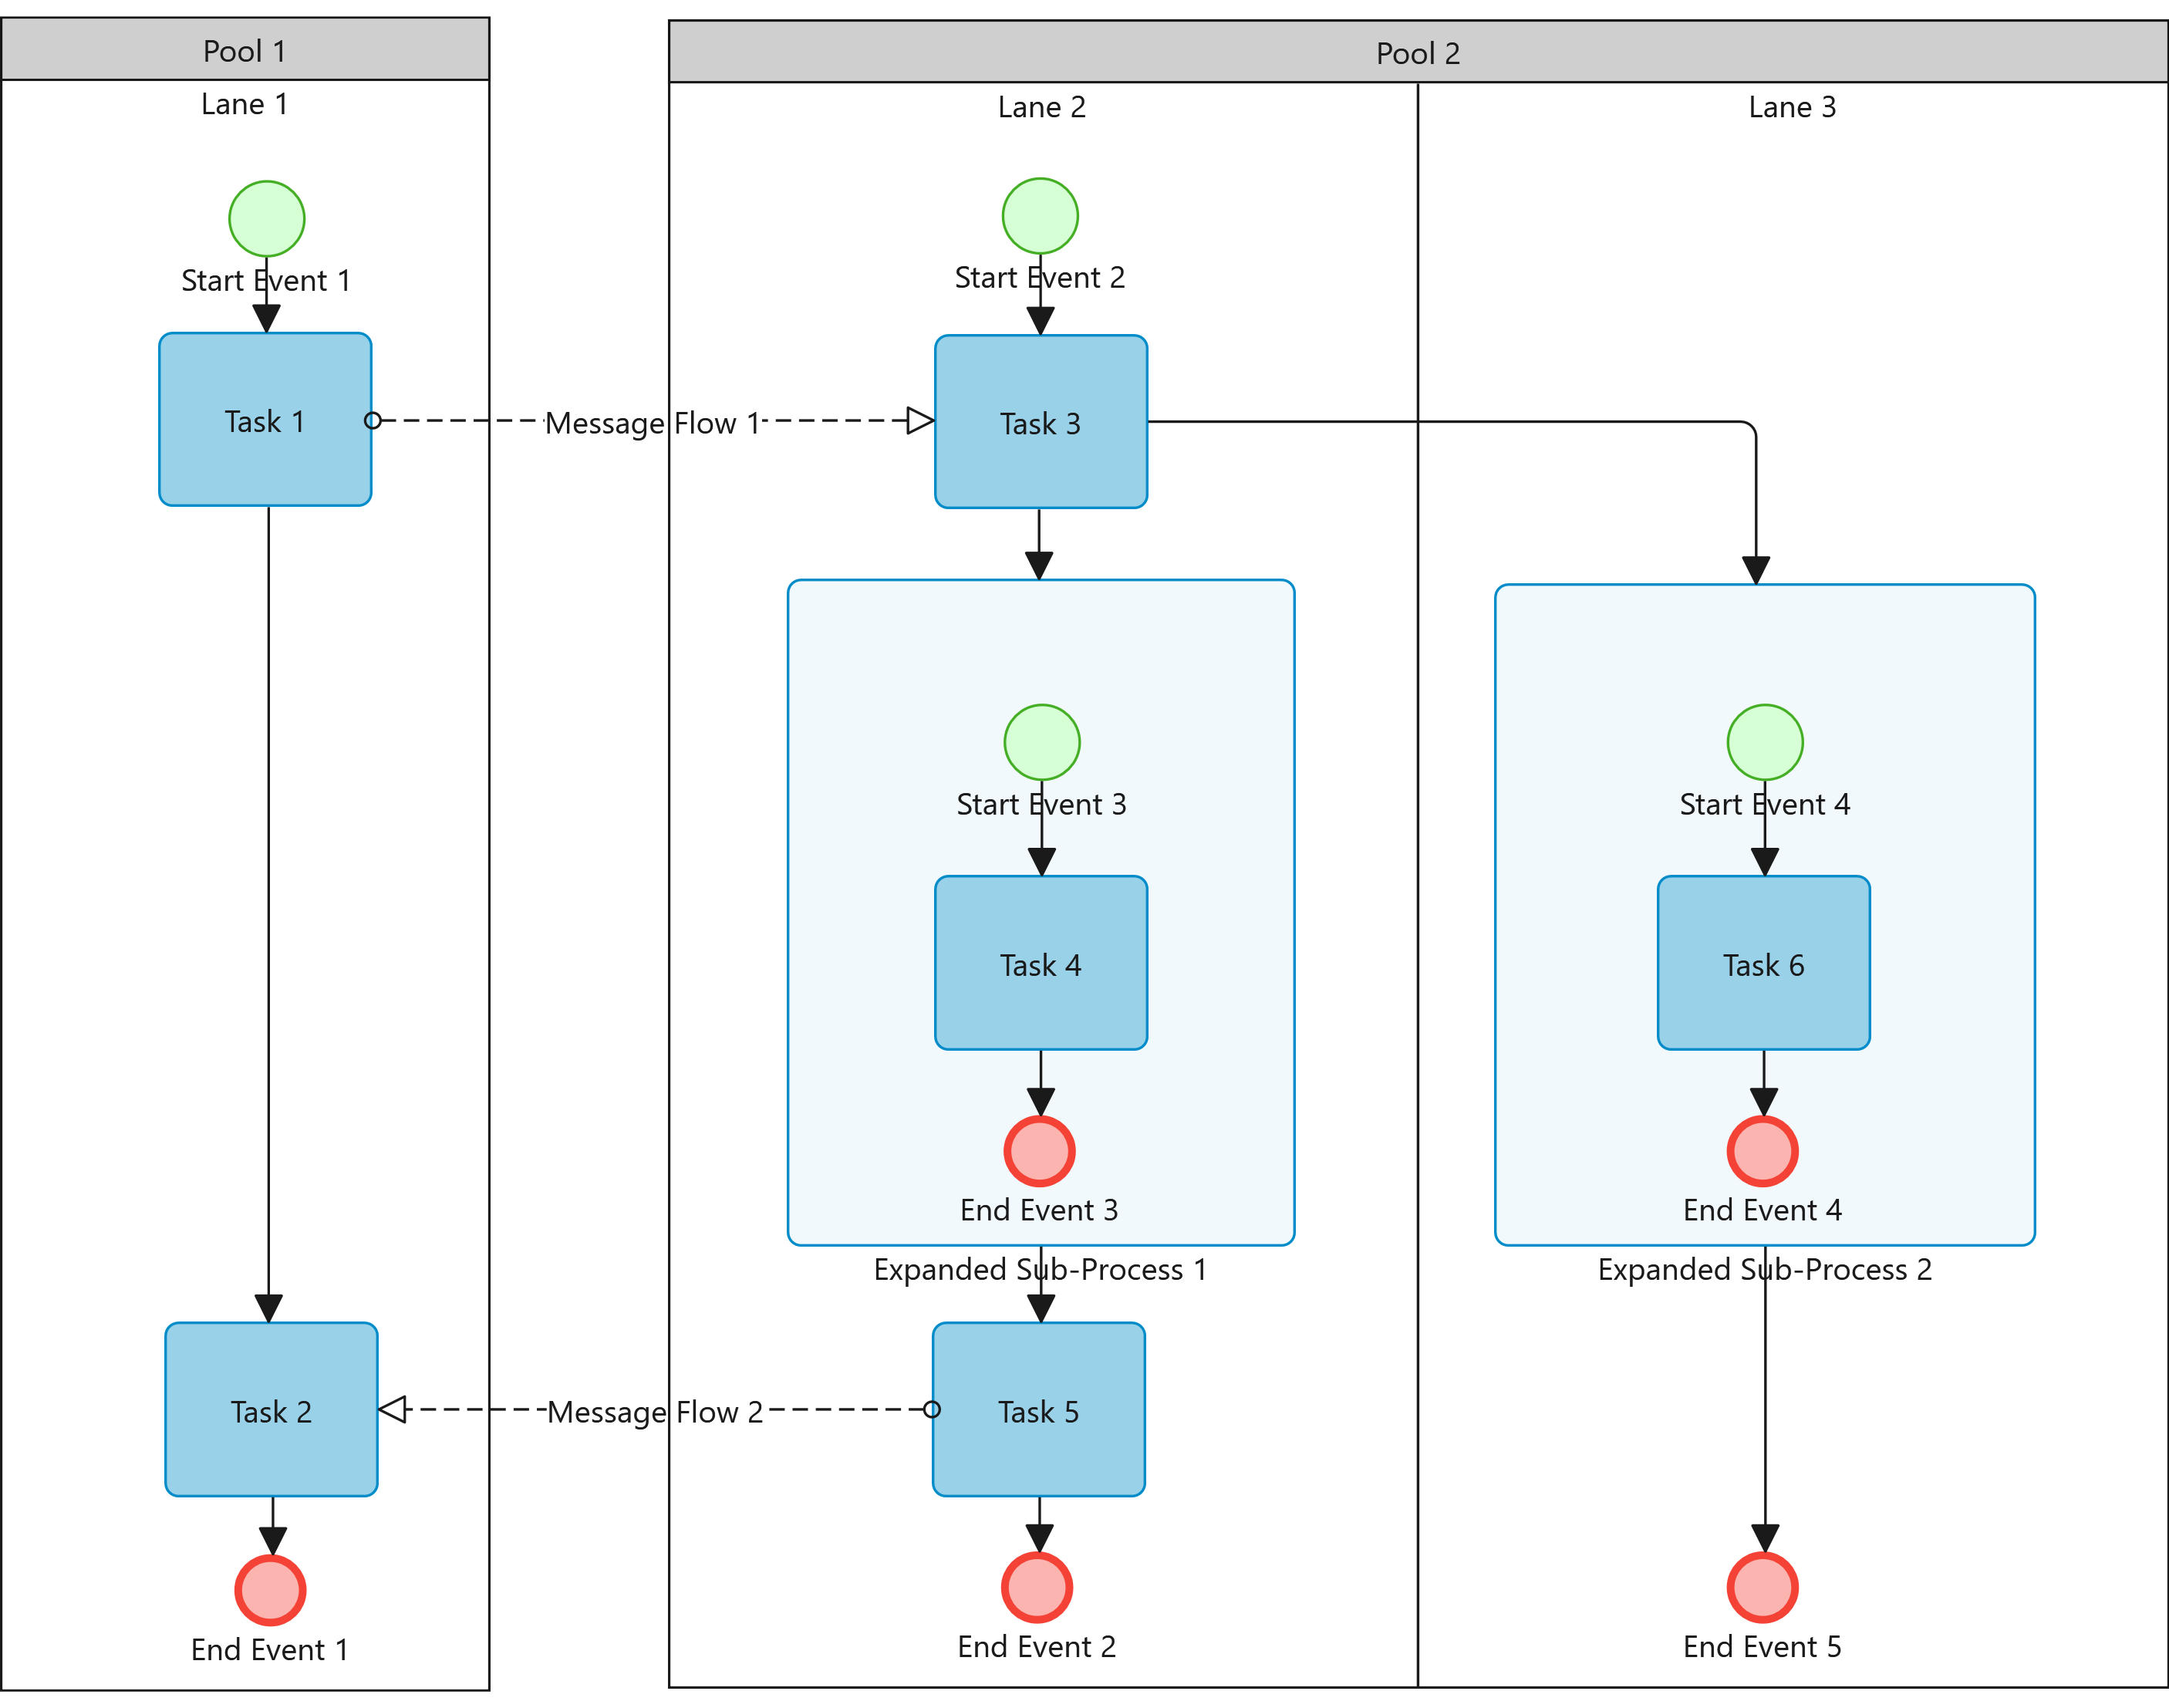 Pool 1
Lane 1
Start Event 1
Task 1
Task 2
End Event 1
Message Flow 1
Message Flow 2
Pool 2
Lane 2
Start Event 2
Task 3
Start Event 3
Task 4
End Event 3
Expanded Sub-Process 1
Task 5
End Event 2
Lane 3
Start Event 4
Task 6
End Event 4
Expanded Sub-Process 2
End Event 5